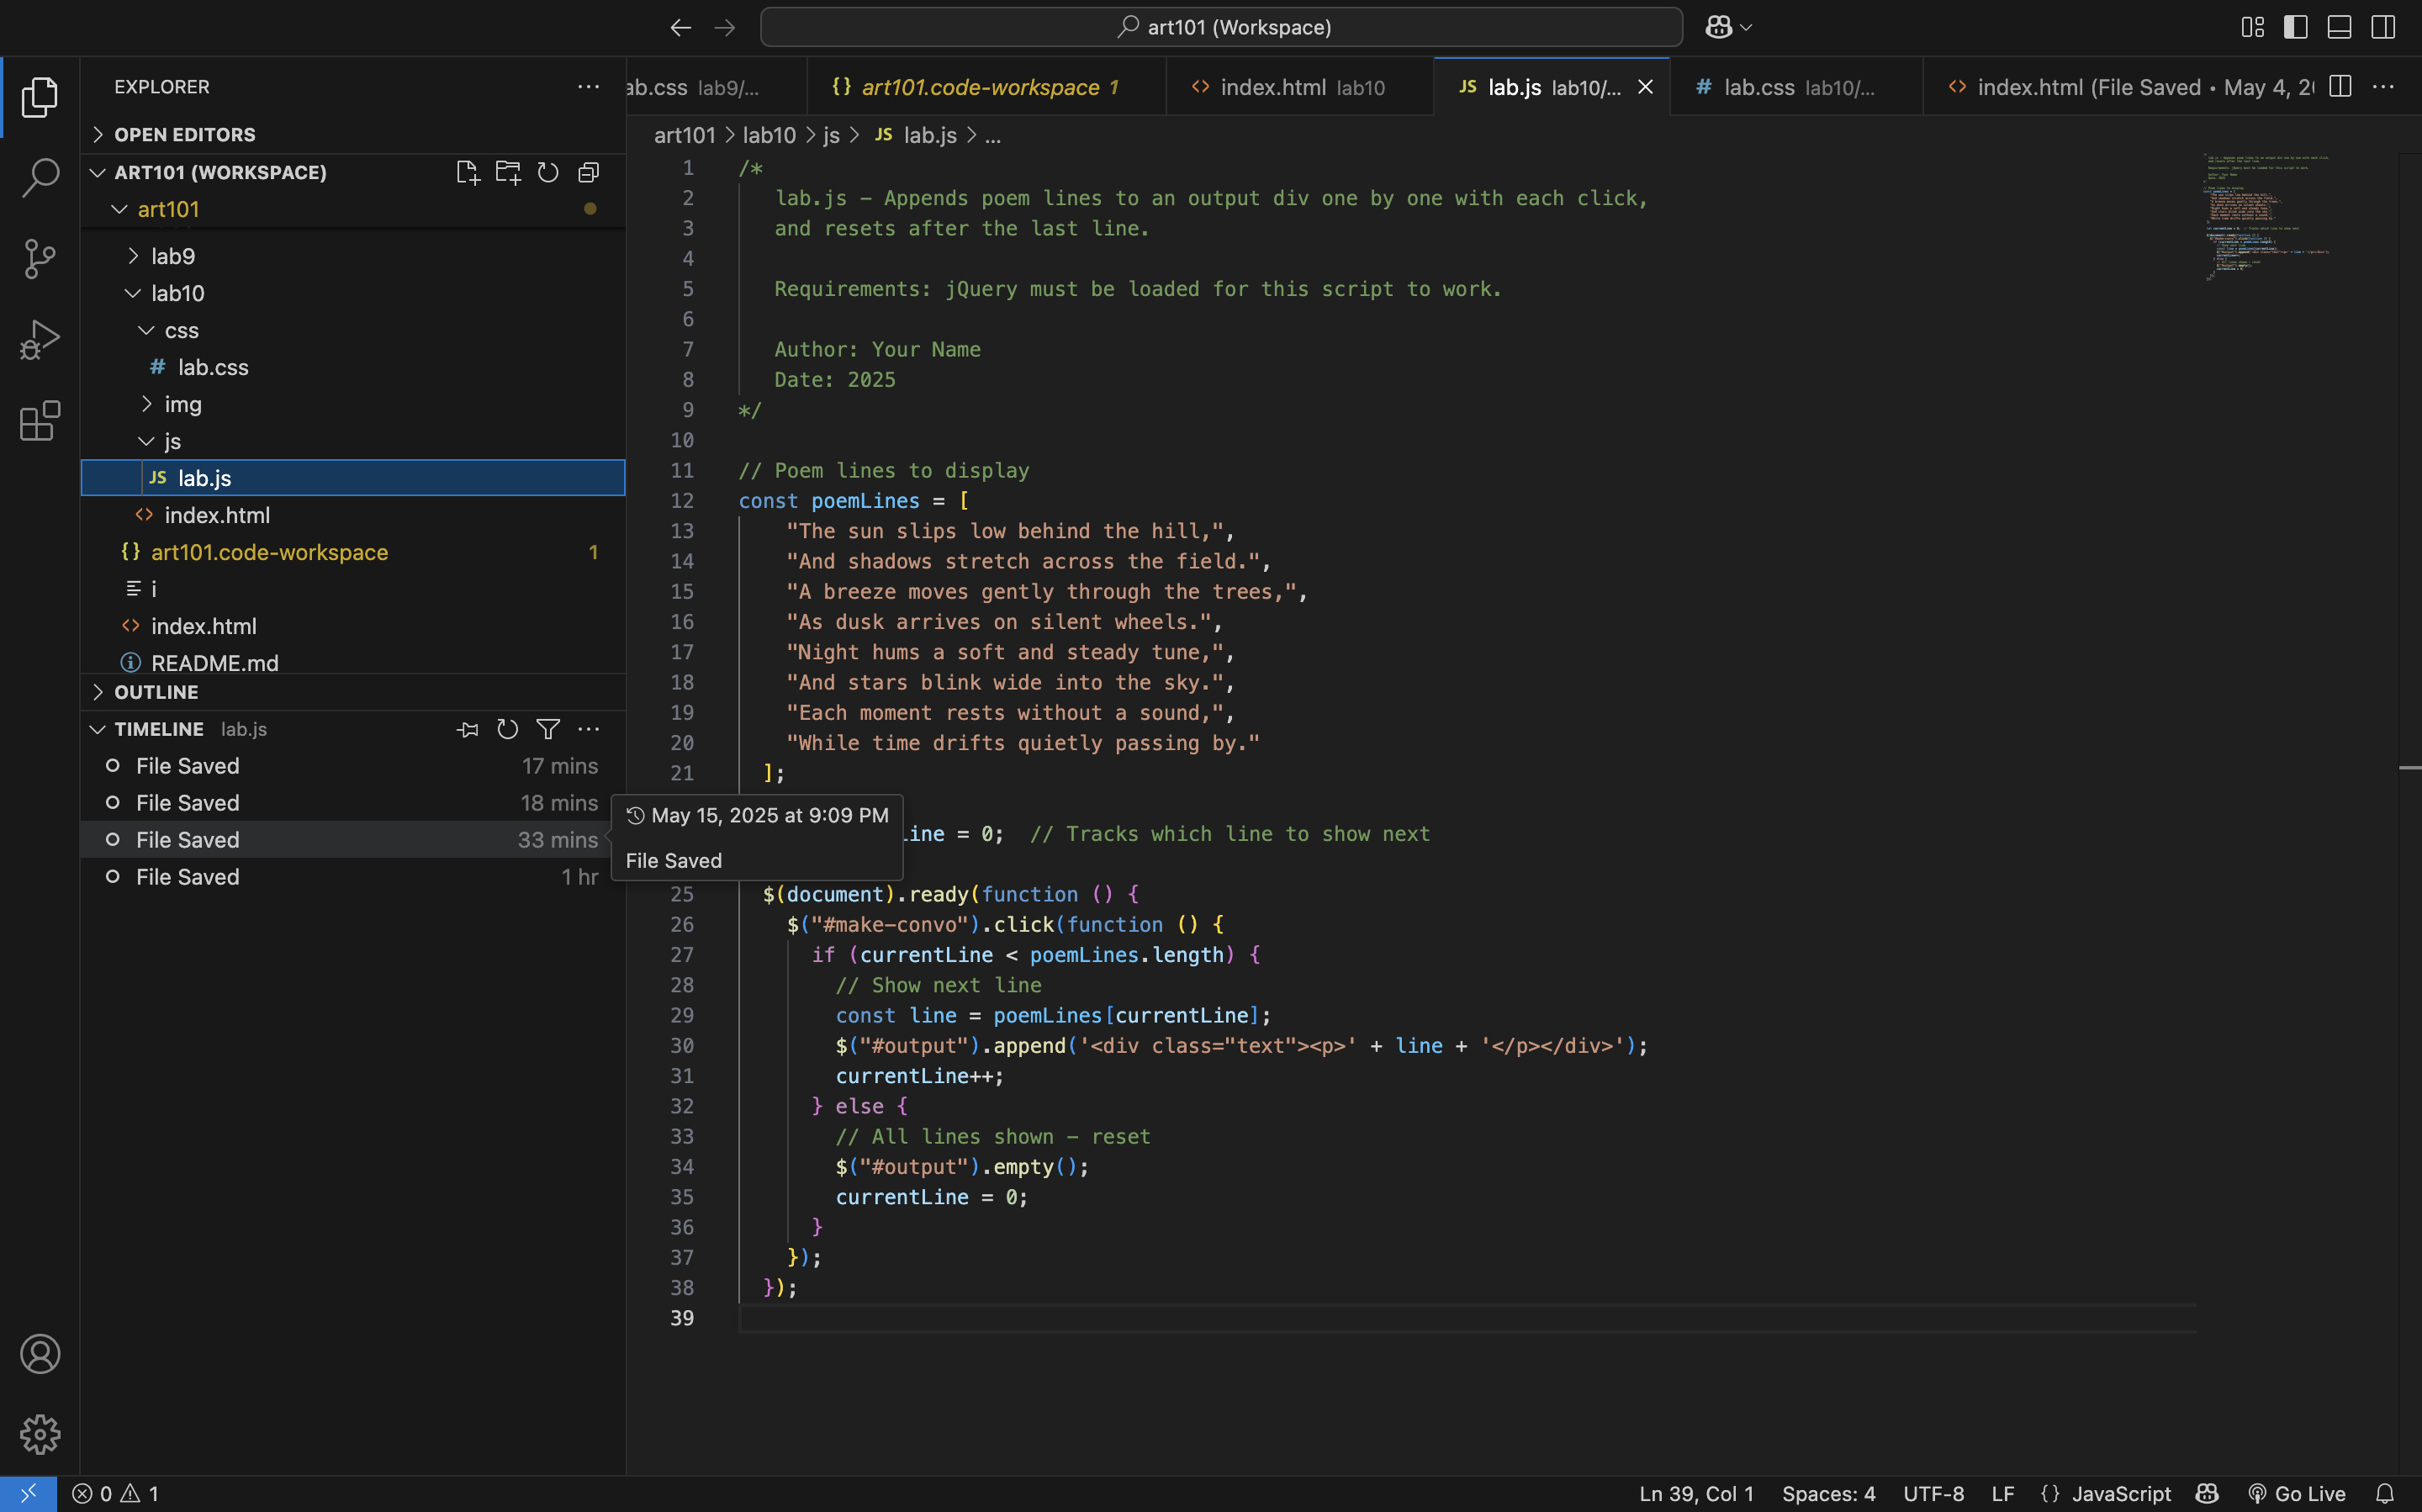 art101 (Workspace)
EXPLORER
OPEN EDITORS
ART101 (WORKSPACE)
art101
lab9
lab10
css
# lab.css
img
js
JS lab.js
<> index.html
{} art101.code-workspace 1
i
<> index.html
README.md
OUTLINE
TIMELINE lab.js
File Saved 17 mins
File Saved 18 mins
File Saved 33 mins
File Saved 1 hr
May 15, 2025 at 9:09 PM
File Saved
ab.css lab9/...
{} art101.code-workspace 1
<> index.html lab10
JS lab.js lab10/...
# lab.css lab10/...
<> index.html (File Saved • May 4, 2
art101 > lab10 > js > JS lab.js > ...
1 /*
2 lab.js – Appends poem lines to an output div one by one with each click,
3 and resets after the last line.
4
5 Requirements: jQuery must be loaded for this script to work.
6
7 Author: Your Name
8 Date: 2025
9 */
10
11 // Poem lines to display
12 const poemLines = [
13 "The sun slips low behind the hill,",
14 "And shadows stretch across the field.",
15 "A breeze moves gently through the trees,",
16 "As dusk arrives on silent wheels.",
17 "Night hums a soft and steady tune,",
18 "And stars blink wide into the sky.",
19 "Each moment rests without a sound,",
20 "While time drifts quietly passing by."
21 ];
Line = 0; // Tracks which line to show next
25 $(document).ready(function () {
26 $("#make-convo").click(function () {
27 if (currentLine < poemLines.length) {
28 // Show next line
29 const line = poemLines[currentLine];
30 $("#output").append('<div class="text"><p>' + line + '</p></div>');
31 currentLine++;
32 } else {
33 // All lines shown – reset
34 $("#output").empty();
35 currentLine = 0;
36 }
37 });
38 });
39
0 1
Ln 39, Col 1 Spaces: 4 UTF-8 LF {} JavaScript Go Live